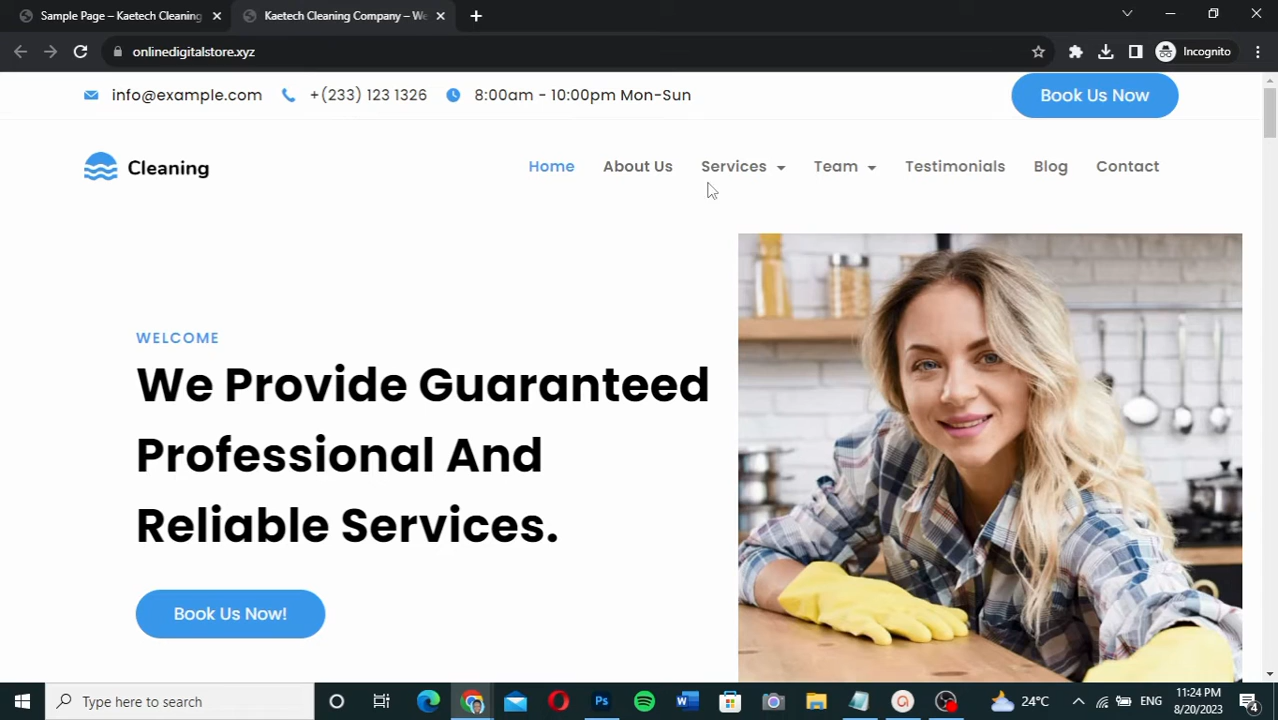 Sample Page – Kaetech Cleaning
Kaetech Cleaning Company – We
onlinedigitalstore.xyz
Incognito
info@example.com +(233) 123 1326 8:00am - 10:00pm Mon-Sun Book Us Now
Cleaning Home About Us Services Team Testimonials Blog Contact
WELCOME
We Provide Guaranteed
Professional And
Reliable Services.
Book Us Now!
Type here to search
24°C
ENG
11:24 PM
8/20/2023
4